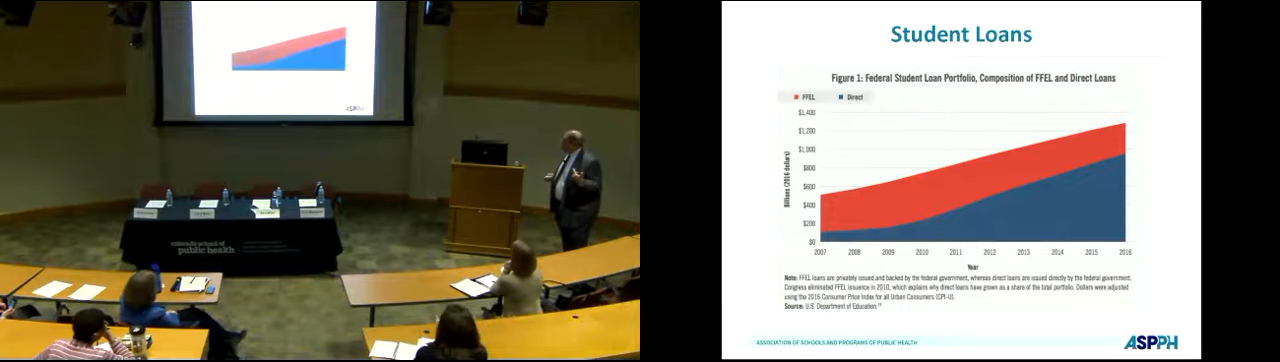 ASPPH
colorado school of
public health
Student Loans
Figure 1: Federal Student Loan Portfolio, Composition of FFEL and Direct Loans
FFEL Direct
$1,400
$1,200
$1,000
$800
$600
$400
$200
$0
Billions (2016 dollars)
2007 2008 2009 2010 2011 2012 2013 2014 2015 2016
Year
Note: FFEL loans are privately issued and backed by the federal government, whereas direct loans are issued directly by the federal government.
Congress eliminated FFEL issuance in 2010, which explains why direct loans have grown as a share of the total portfolio. Dollars were adjusted
using the 2016 Consumer Price Index for all Urban Consumers (CPI-U).
Source: U.S. Department of Education.
ASSOCIATION OF SCHOOLS AND PROGRAMS OF PUBLIC HEALTH
ASPPH